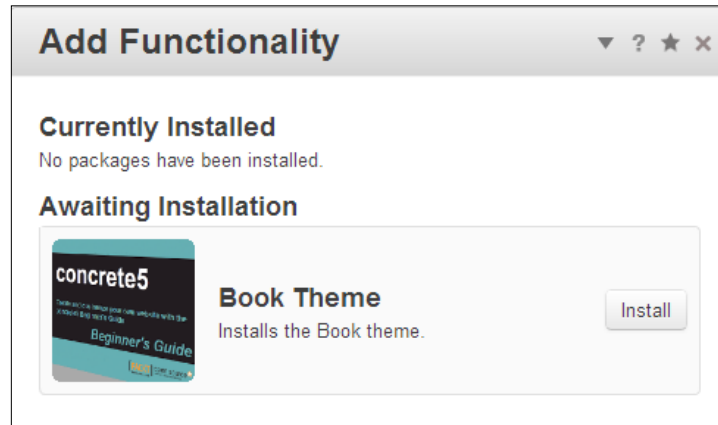 Add Functionality
?
Currently Installed
No packages have been installed.
Awaiting Installation
concrete5
Beginner's Guide
Book Theme
Installs the Book theme.
Install